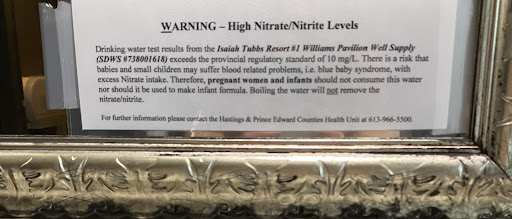 WARNING – High Nitrate/Nitrite Levels
Drinking water test results from the Isaiah Tubbs Resort #1 Williams Pavilion Well Supply
(SDWS #738001618) exceeds the provincial regulatory standard of 10 mg/L. There is a risk that
babies and small children may suffer blood related problems, i.e. blue baby syndrome, with
excess Nitrate intake. Therefore, pregnant women and infants should not consume this water
nor should it be used to make infant formula. Boiling the water will not remove the
nitrate/nitrite.
For further information please contact the Hastings & Prince Edward Counties Health Unit at 613-966-5500.